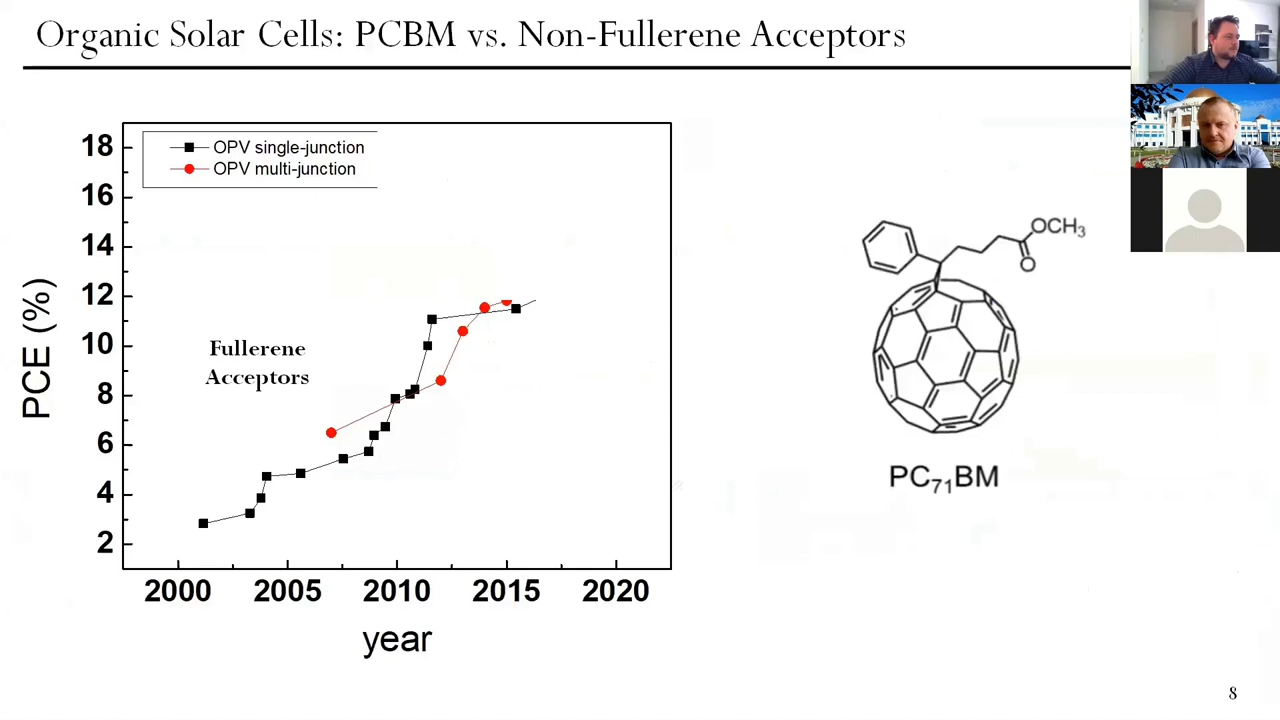 Organic Solar Cells: PCBM vs. Non-Fullerene Acceptors
OPV single-junction
OPV multi-junction
18
16
14
12
10
8
6
4
2
PCE (%)
Fullerene
Acceptors
2000 2005 2010 2015 2020
year
OCH₃
O
PC₇₁BM
8